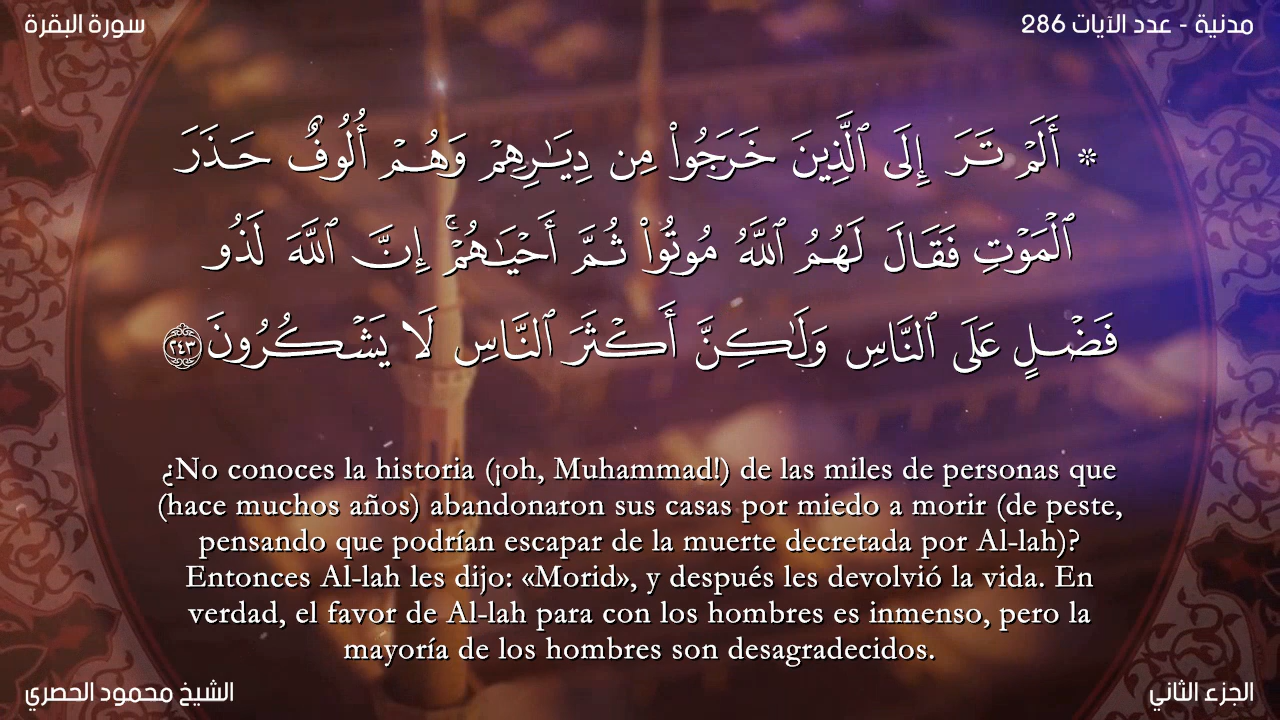 سورة البقرة
مدنية - عدد الآيات 286
۞ أَلَمْ تَرَ إِلَى ٱلَّذِينَ خَرَجُوا۟ مِن دِيَـٰرِهِمْ وَهُمْ أُلُوفٌ حَذَرَ
ٱلْمَوْتِ فَقَالَ لَهُمُ ٱللَّهُ مُوتُوا۟ ثُمَّ أَحْيَـٰهُمْ ۚ إِنَّ ٱللَّهَ لَذُو
فَضْلٍ عَلَى ٱلنَّاسِ وَلَـٰكِنَّ أَكْثَرَ ٱلنَّاسِ لَا يَشْكُرُونَ ٢٤٣
¿No conoces la historia (¡oh, Muhammad!) de las miles de personas que
(hace muchos años) abandonaron sus casas por miedo a morir (de peste,
pensando que podrían escapar de la muerte decretada por Al-lah)?
Entonces Al-lah les dijo: «Morid», y después les devolvió la vida. En
verdad, el favor de Al-lah para con los hombres es inmenso, pero la
mayoría de los hombres son desagradecidos.
الشيخ محمود الحصري
الجزء الثاني